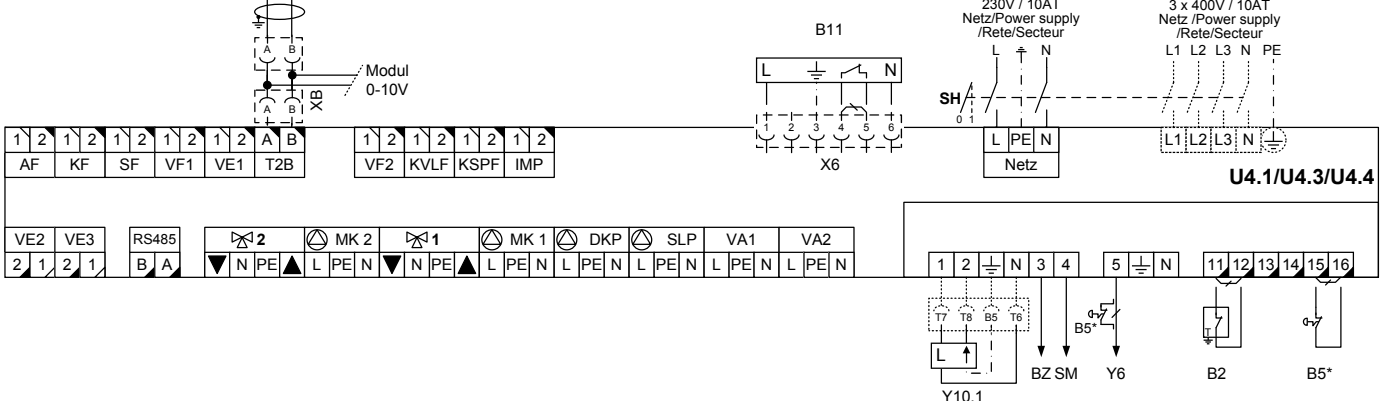 230V / 10AT
Netz/Power supply
/Rete/Secteur
L N
3 x 400V / 10AT
Netz /Power supply
/Rete/Secteur
L1 L2 L3 N PE
B11
L N
A B
Modul
0-10V
A B
XB
SH
0 1
1 2 3 4 5 6
X6
1 2 1 2 1 2 1 2 1 2 A B
AF KF SF VF1 VE1 T2B
1 2 1 2 1 2 1 2
VF2 KVLF KSPF IMP
L PE N
Netz
L1 L2 L3 N
U4.1/U4.3/U4.4
VE2 VE3 RS485 2 MK 2 1 MK 1 DKP SLP VA1 VA2
2 1 2 1 B A N PE L PE N N PE L PE N L PE N L PE N L PE N L PE N
1 2 N 3 4 5 N 11 12 13 14 15 16
T7 T8 B5 T6
B5*
L
T
BZ SM Y6 B2 B5*
Y10.1